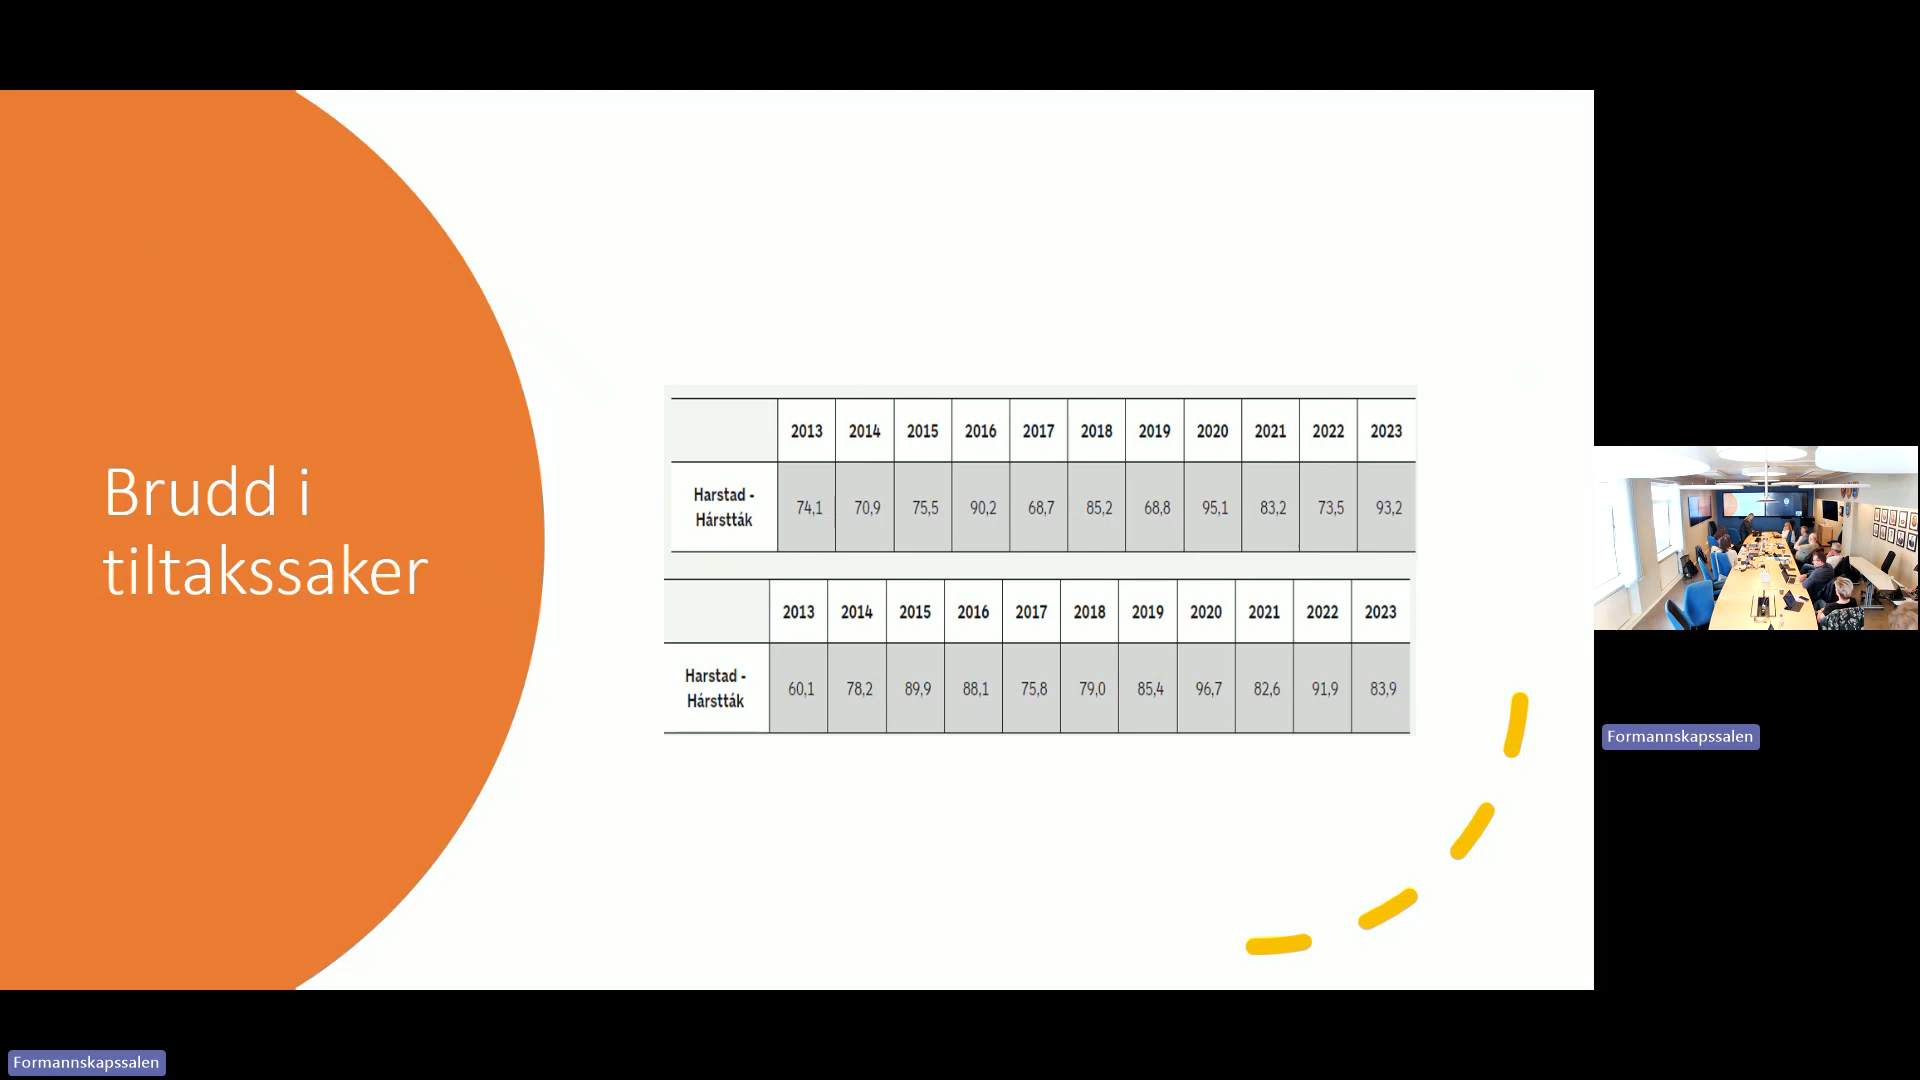 Brudd i
tiltakssaker
2013 2014 2015 2016 2017 2018 2019 2020 2021 2022 2023
Harstad -
Hárstták
74,1 70,9 75,5 90,2 68,7 85,2 68,8 95,1 83,2 73,5 93,2
2013 2014 2015 2016 2017 2018 2019 2020 2021 2022 2023
Harstad -
Hárstták
60,1 78,2 89,9 88,1 75,8 79,0 85,4 96,7 82,6 91,9 83,9
Formannskapssalen
Formannskapssalen